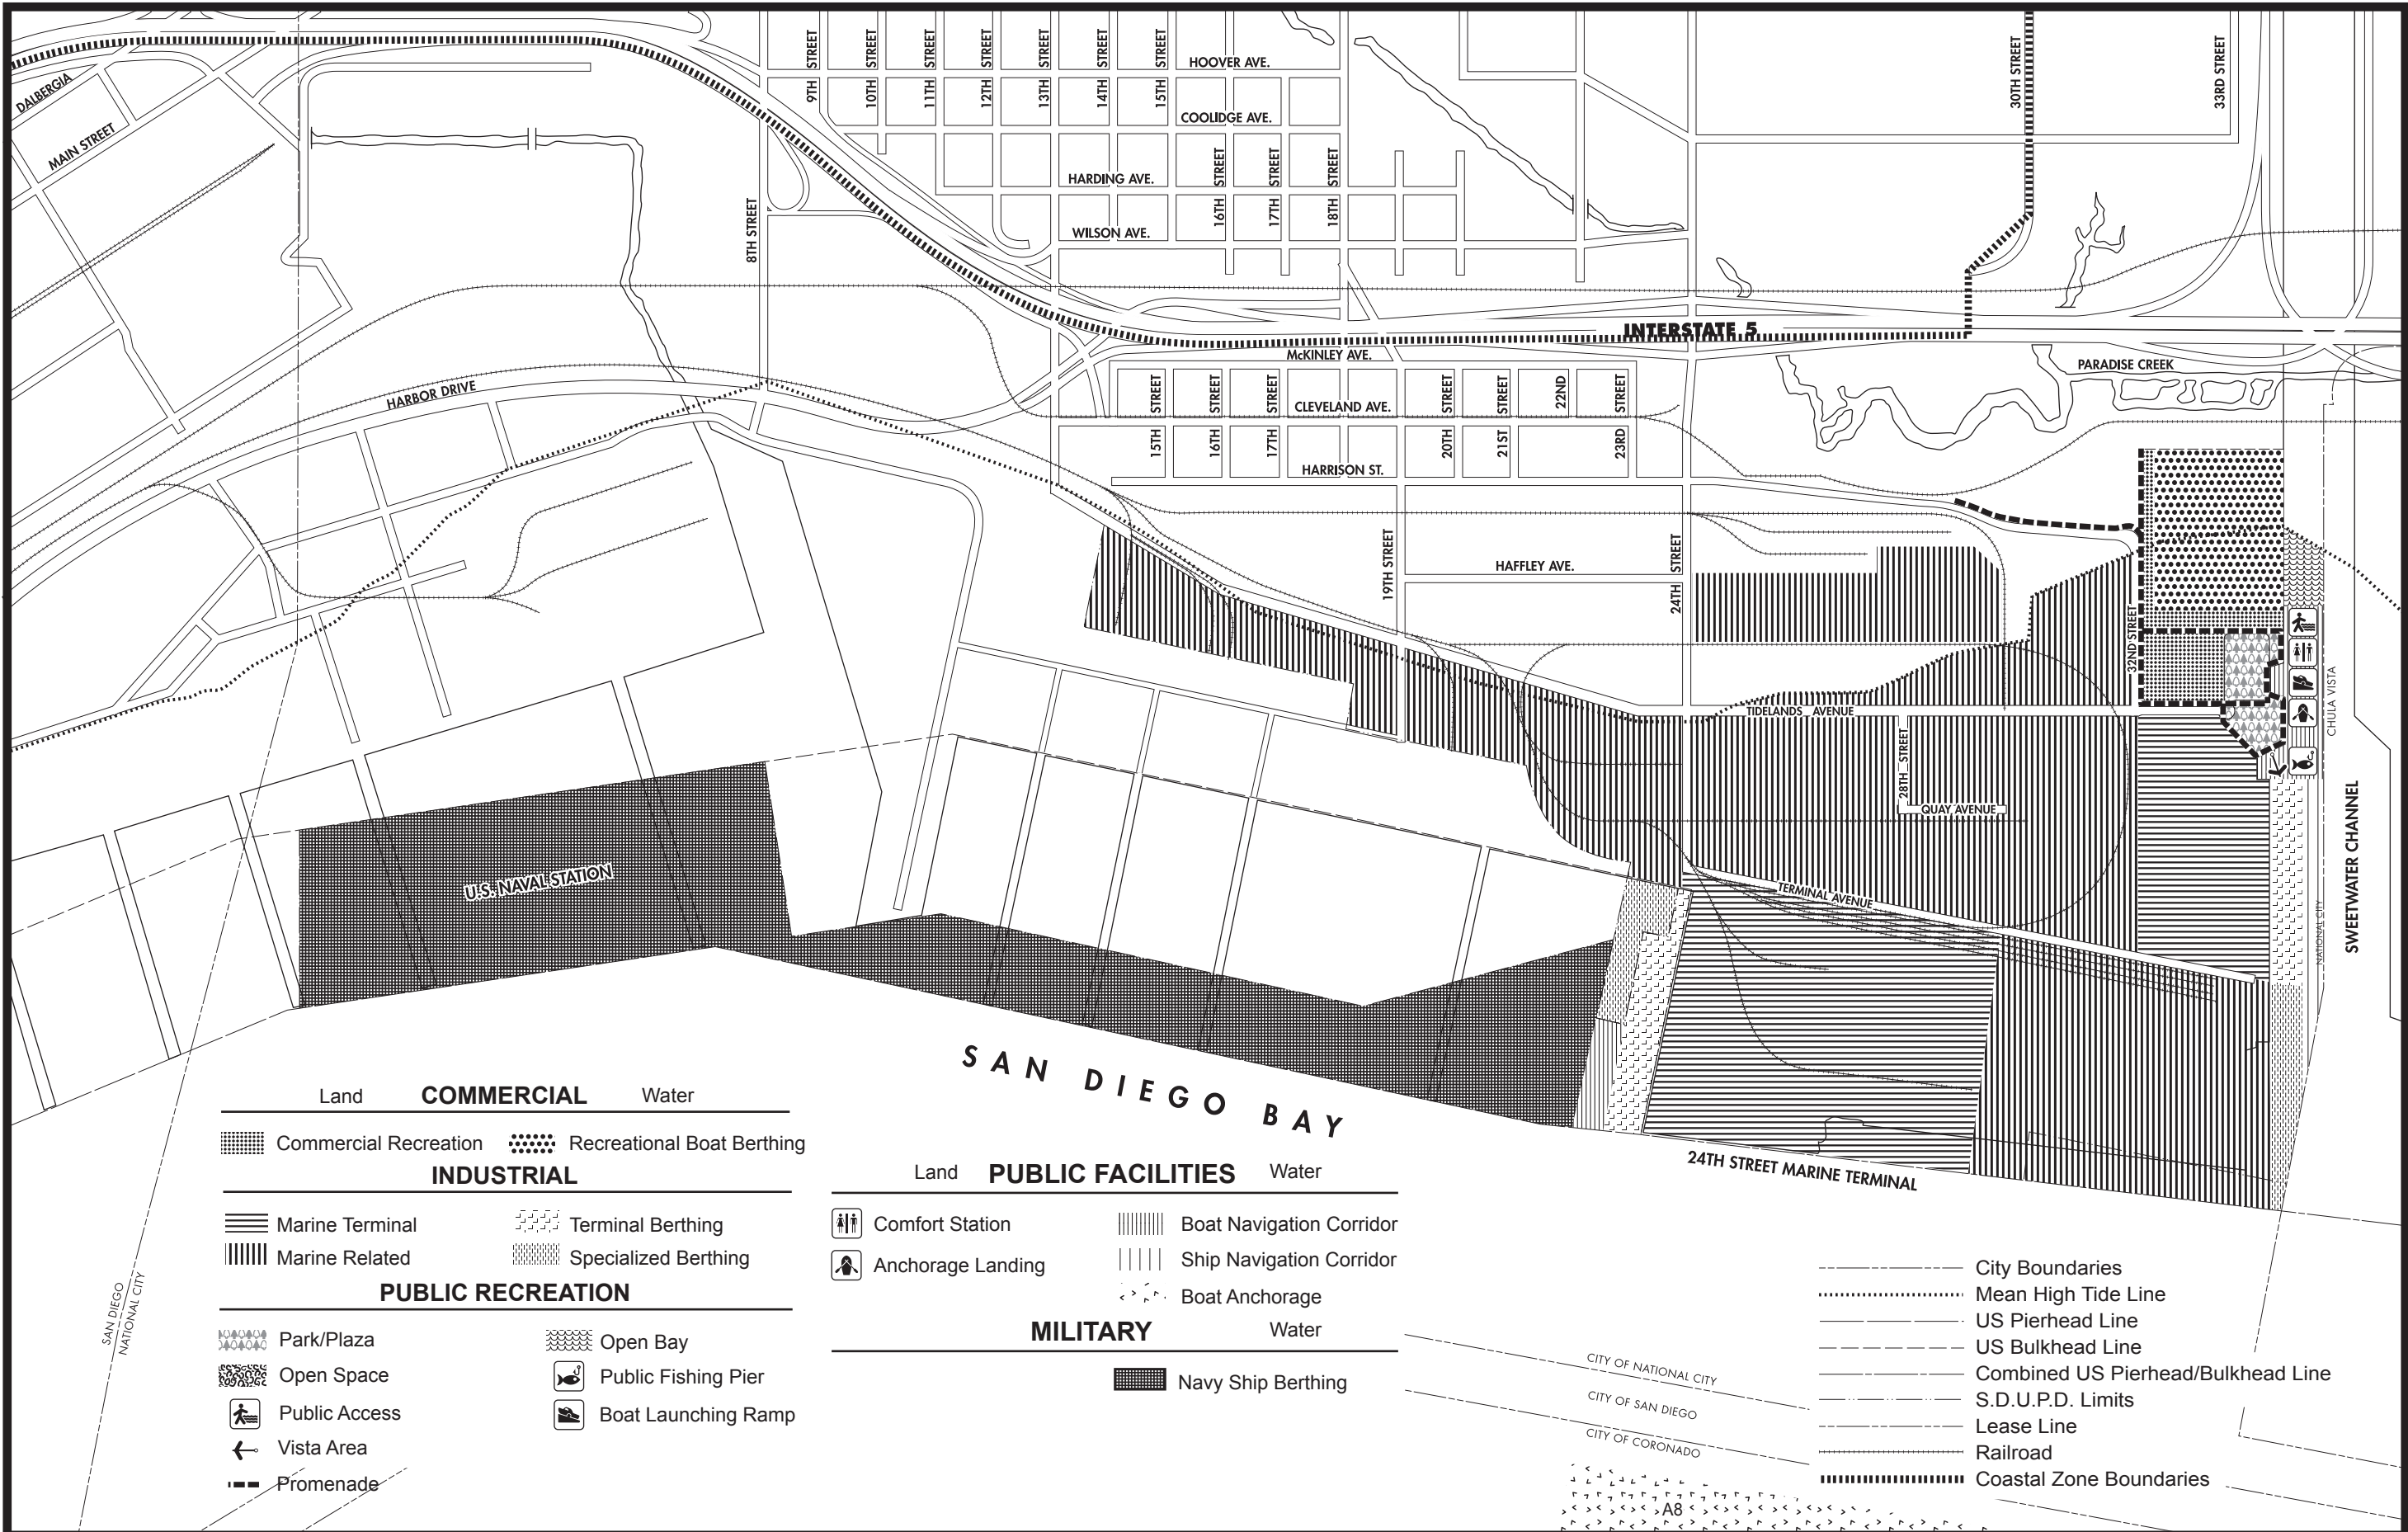 DALBERGIA
MAIN STREET
9TH STREET
10TH STREET
11TH STREET
12TH STREET
13TH STREET
14TH STREET
15TH STREET
HOOVER AVE.
COOLIDGE AVE.
HARDING AVE.
WILSON AVE.
16TH STREET
17TH STREET
18TH STREET
30TH STREET
33RD STREET
8TH STREET
INTERSTATE 5
McKINLEY AVE.
PARADISE CREEK
HARBOR DRIVE
CLEVELAND AVE.
15TH STREET
16TH STREET
17TH STREET
20TH STREET
21ST STREET
22ND
23RD STREET
HARRISON ST.
19TH STREET
HAFFLEY AVE.
24TH STREET
32ND STREET
TIDELANDS AVENUE
28TH STREET
QUAY AVENUE
TERMINAL AVENUE
CHULA VISTA
NATIONAL CITY
SWEETWATER CHANNEL
U.S. NAVAL STATION
SAN DIEGO BAY
24TH STREET MARINE TERMINAL
SAN DIEGO
NATIONAL CITY
Land COMMERCIAL Water
Commercial Recreation Recreational Boat Berthing
INDUSTRIAL
Marine Terminal Terminal Berthing
Marine Related Specialized Berthing
PUBLIC RECREATION
Park/Plaza Open Bay
Open Space Public Fishing Pier
Public Access Boat Launching Ramp
Vista Area
Promenade
Land PUBLIC FACILITIES Water
Comfort Station Boat Navigation Corridor
Anchorage Landing Ship Navigation Corridor
Boat Anchorage
MILITARY Water
Navy Ship Berthing
CITY OF NATIONAL CITY
CITY OF SAN DIEGO
CITY OF CORONADO
A8
City Boundaries
Mean High Tide Line
US Pierhead Line
US Bulkhead Line
Combined US Pierhead/Bulkhead Line
S.D.U.P.D. Limits
Lease Line
Railroad
Coastal Zone Boundaries